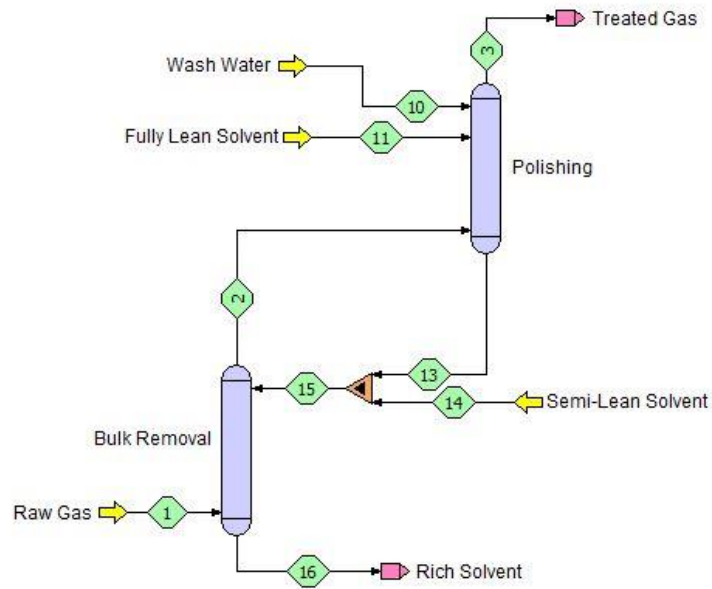 3
Treated Gas
Wash Water
10
Fully Lean Solvent
11
Polishing
2
13
15
14
Semi-Lean Solvent
Bulk Removal
Raw Gas
1
16
Rich Solvent